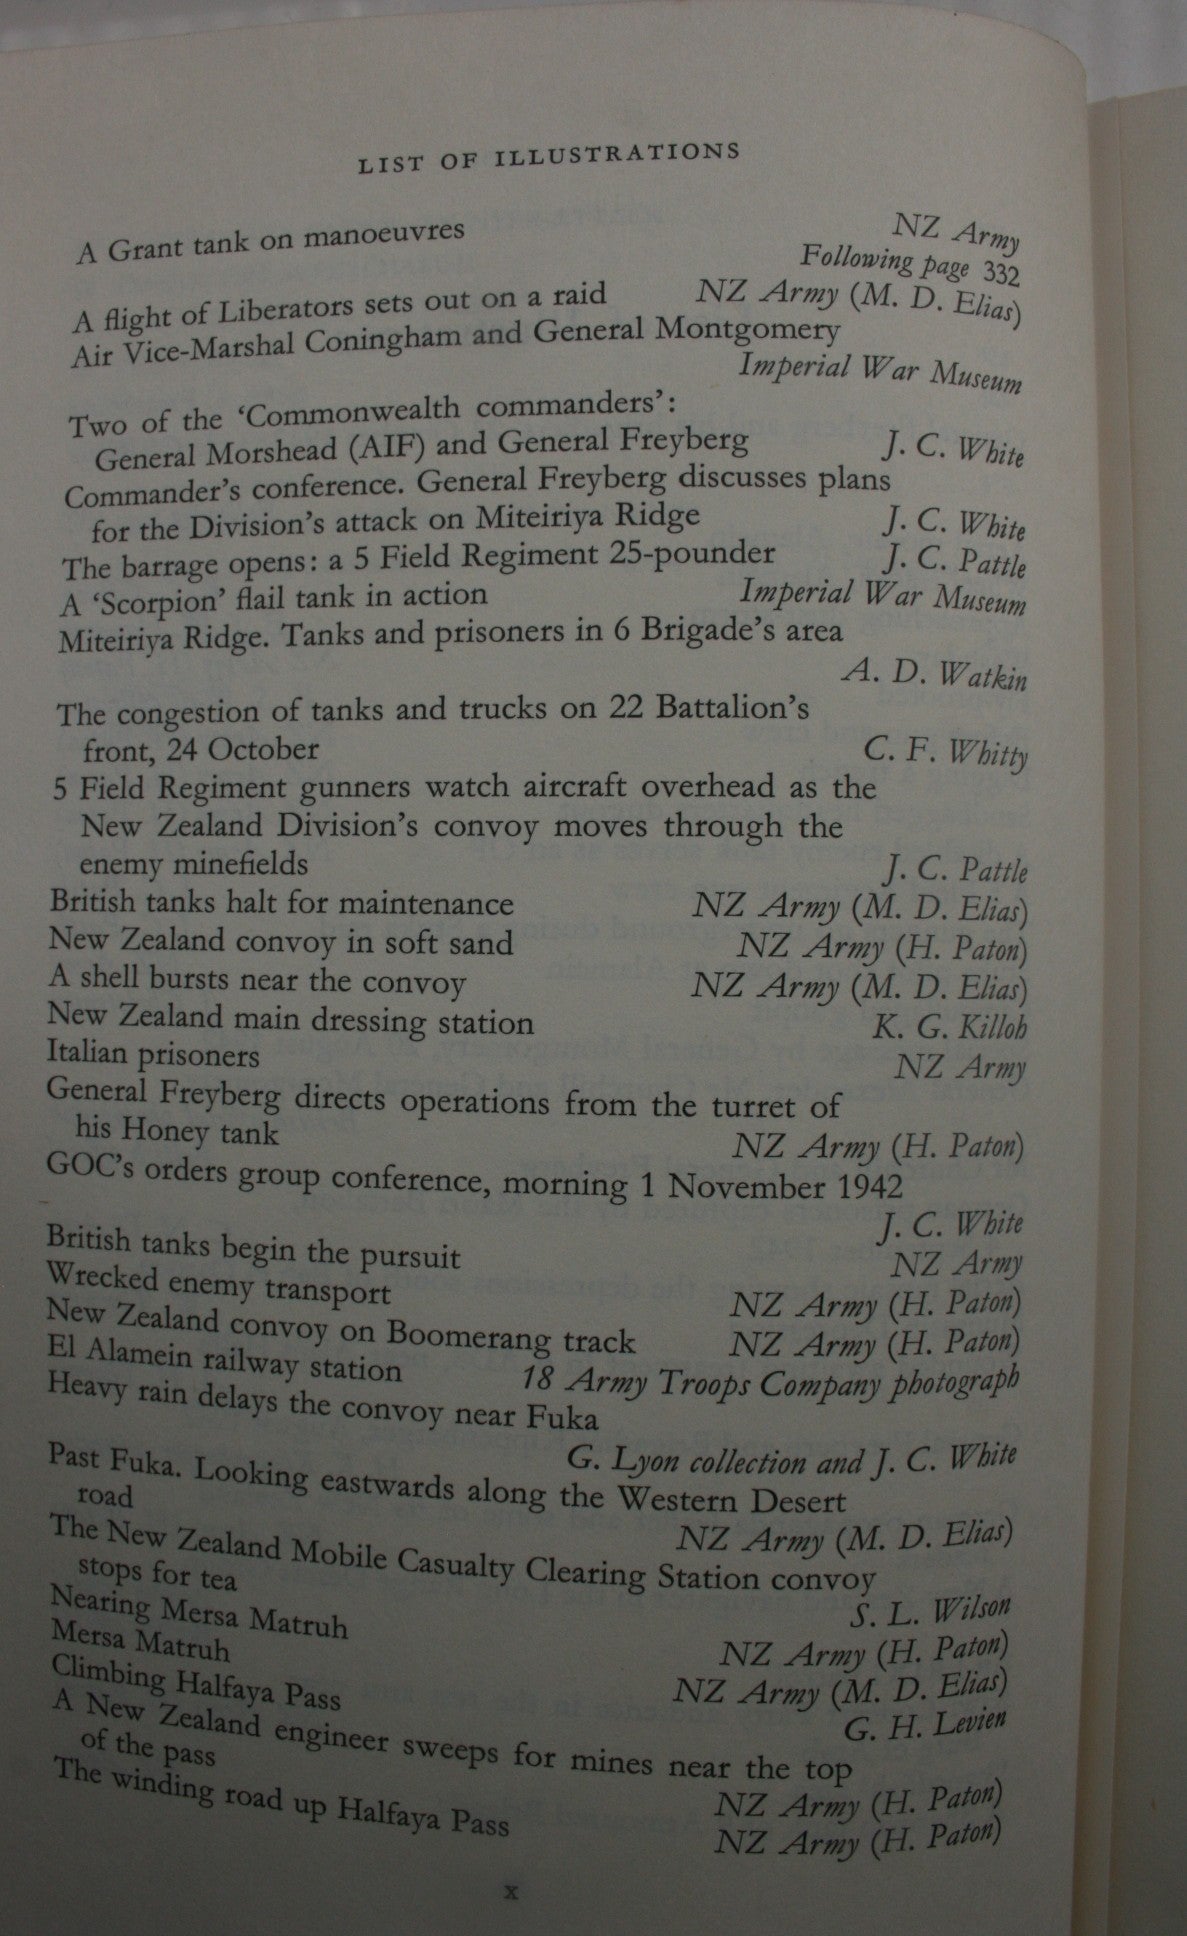 LIST OF ILLUSTRATIONS
A Grant tank on manoeuvres NZ Army
Following page 332
A flight of Liberators sets out on a raid NZ Army (M. D. Elias)
Air Vice-Marshal Coningham and General Montgomery
Imperial War Museum
Two of the ‘Commonwealth commanders’:
General Morshead (AIF) and General Freyberg J. C. White
Commander’s conference. General Freyberg discusses plans
for the Division’s attack on Miteiriya Ridge J. C. White
The barrage opens: a 5 Field Regiment 25-pounder J. C. Pattle
A ‘Scorpion’ flail tank in action Imperial War Museum
Miteiriya Ridge. Tanks and prisoners in 6 Brigade’s area
A. D. Watkin
The congestion of tanks and trucks on 22 Battalion’s
front, 24 October C. F. Whitty
5 Field Regiment gunners watch aircraft overhead as the
New Zealand Division’s convoy moves through the
enemy minefields J. C. Pattle
British tanks halt for maintenance NZ Army (M. D. Elias)
New Zealand convoy in soft sand NZ Army (H. Paton)
A shell bursts near the convoy NZ Army (M. D. Elias)
New Zealand main dressing station K. G. Killoh
Italian prisoners NZ Army
General Freyberg directs operations from the turret of
his Honey tank NZ Army (H. Paton)
GOC’s orders group conference, morning 1 November 1942
J. C. White
British tanks begin the pursuit NZ Army
Wrecked enemy transport NZ Army (H. Paton)
New Zealand convoy on Boomerang track NZ Army (H. Paton)
El Alamein railway station 18 Army Troops Company photograph
Heavy rain delays the convoy near Fuka
G. Lyon collection and J. C. White
Past Fuka. Looking eastwards along the Western Desert
road NZ Army (M. D. Elias)
The New Zealand Mobile Casualty Clearing Station convoy
stops for tea S. L. Wilson
Nearing Mersa Matruh NZ Army (H. Paton)
Mersa Matruh NZ Army (M. D. Elias)
Climbing Halfaya Pass G. H. Levien
A New Zealand engineer sweeps for mines near the top
of the pass NZ Army (H. Paton)
The winding road up Halfaya Pass NZ Army (H. Paton)
x